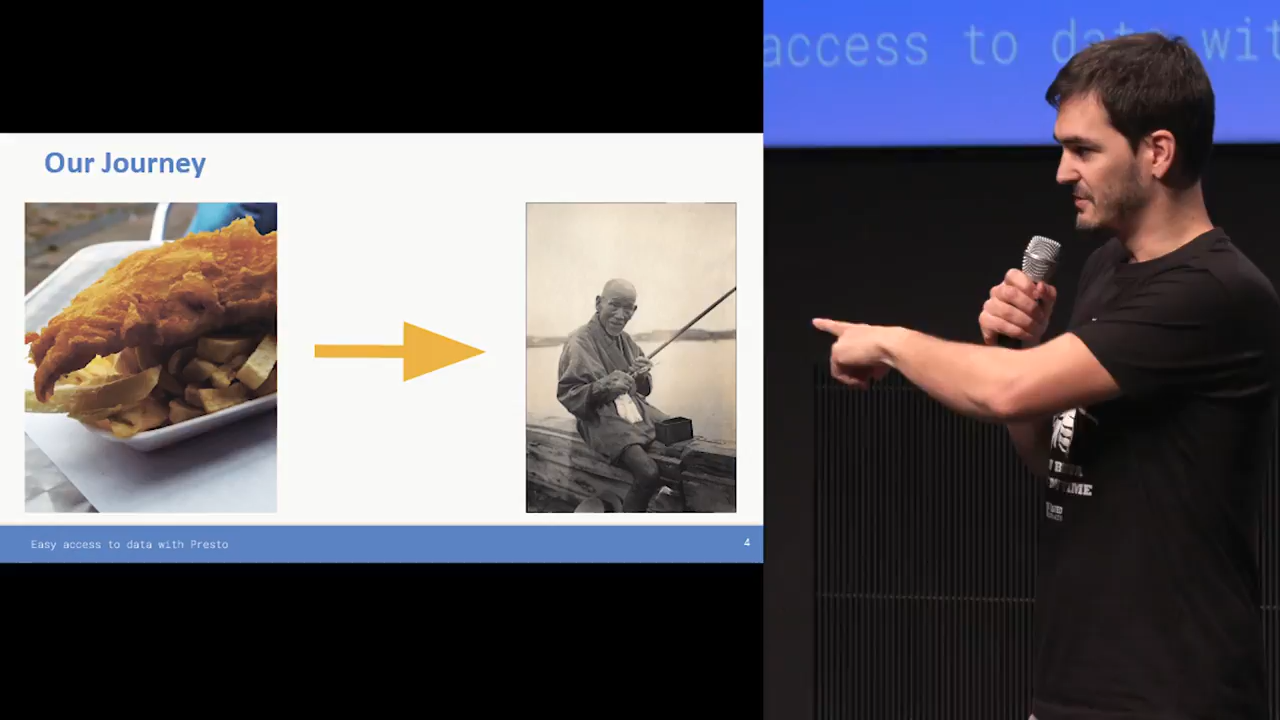 Our Journey
Easy access to data with Presto
4
access to data wit